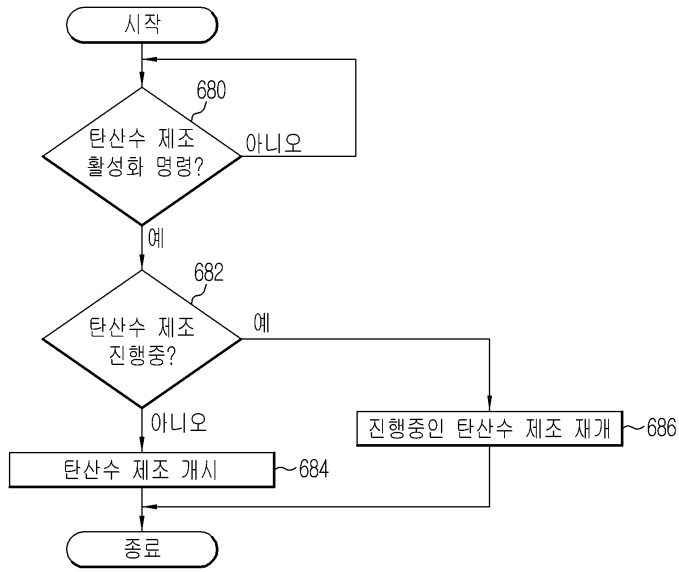 시작
680
탄산수 제조
활성화 명령?
아니오
예
682
탄산수 제조
진행중?
예
아니오
진행중인 탄산수 제조 재개
686
탄산수 제조 개시
684
종료